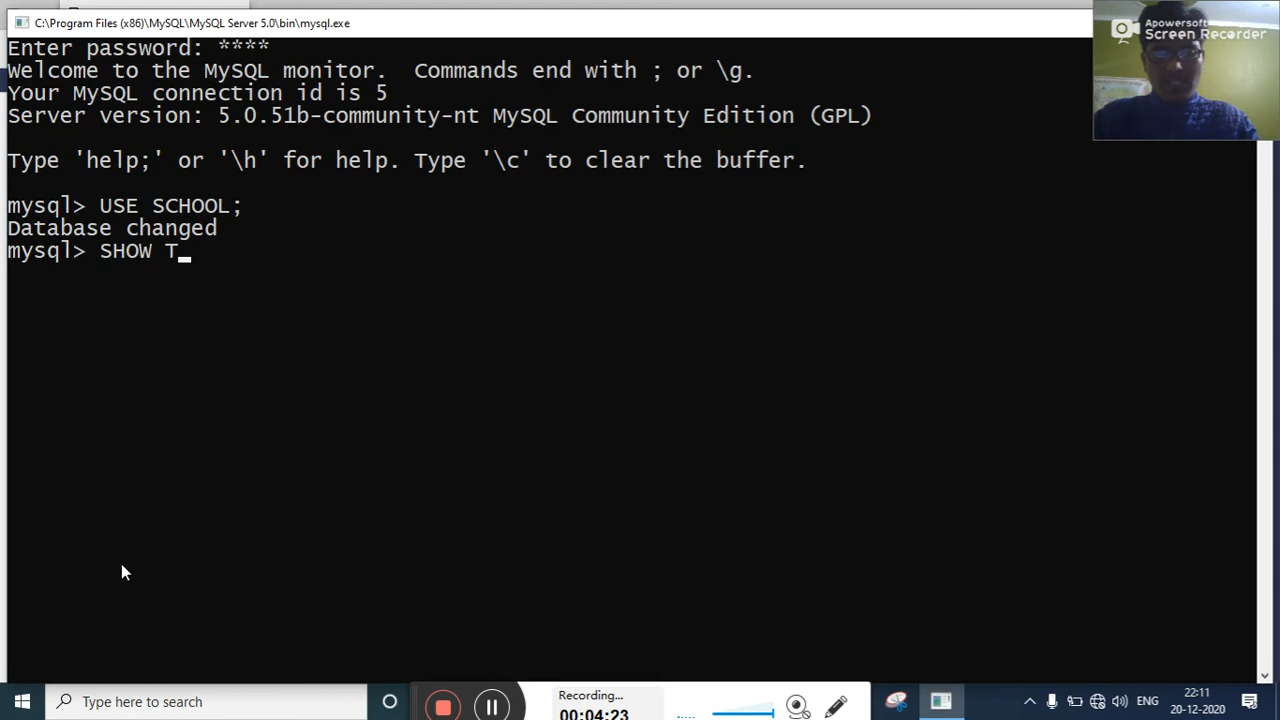 C:\Program Files (x86)\MySQL\MySQL Server 5.0\bin\mysql.exe
Apowersoft
Screen Recorder
Enter password: ****
Welcome to the MySQL monitor.  Commands end with ; or \g.
Your MySQL connection id is 5
Server version: 5.0.51b-community-nt MySQL Community Edition (GPL)
Type 'help;' or '\h' for help. Type '\c' to clear the buffer.
mysql> USE SCHOOL;
Database changed
mysql> SHOW T_
Type here to search
Recording...
00:04:23
ENG
22:11
20-12-2020